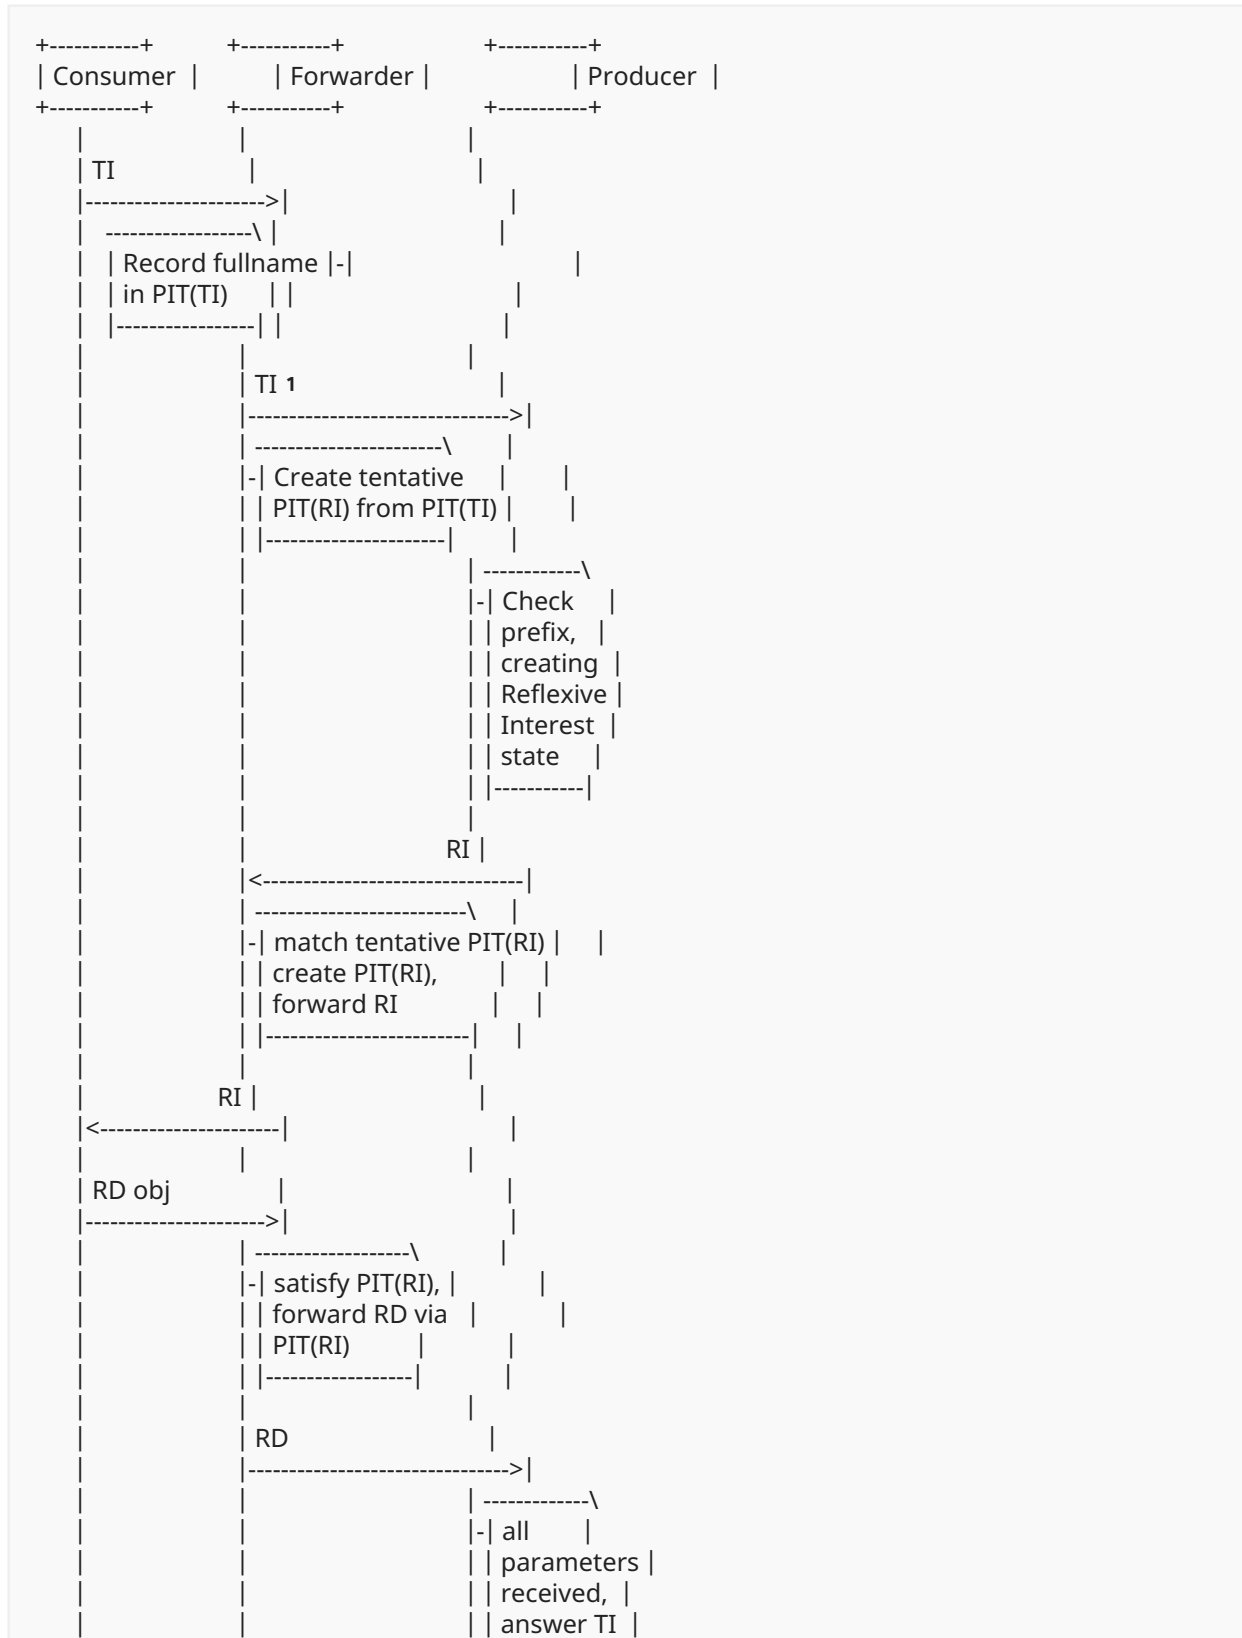 +-----------+ +-----------+ +-----------+
| Consumer | | Forwarder | | Producer |
+-----------+ +-----------+ +-----------+
| | |
| TI | |
|---------------------->| |
| ------------------\ | |
| | Record fullname |-| |
| | in PIT(TI) | | |
| |-----------------| | |
| | |
| | TI 1 |
| |-------------------------------->|
| | -----------------------\ |
| |-| Create tentative | |
| | | PIT(RI) from PIT(TI) | |
| | |----------------------| |
| | | ------------\
| | |-| Check |
| | | | prefix, |
| | | | creating |
| | | | Reflexive |
| | | | Interest |
| | | | state |
| | | |-----------|
| | |
| | RI |
| |<--------------------------------|
| | --------------------------\ |
| |-| match tentative PIT(RI) | |
| | | create PIT(RI), | |
| | | forward RI | |
| | |-------------------------| |
| | |
| RI | |
|<----------------------| |
| | |
| RD obj | |
|---------------------->| |
| | -------------------\ |
| |-| satisfy PIT(RI), | |
| | | forward RD via | |
| | | PIT(RI) | |
| | |------------------| |
| | |
| | RD |
| |-------------------------------->|
| | | -------------\
| | |-| all |
| | | | parameters |
| | | | received, |
| | | | answer TI |